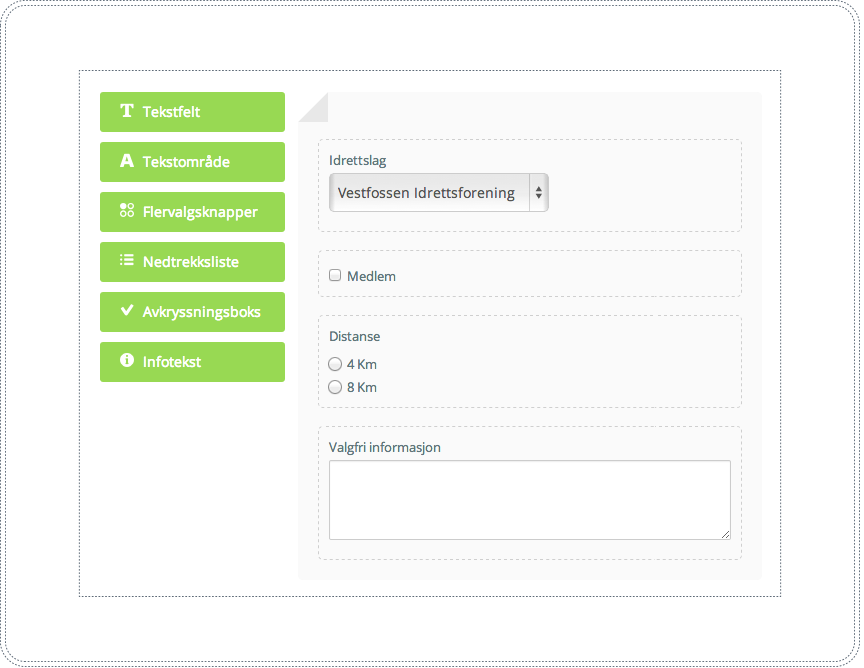 Tekstfelt
Tekstområde
Flervalgsknapper
Nedtrekksliste
Avkryssningsboks
Infotekst
Idrettslag
Vestfossen Idrettsforening
Medlem
Distanse
4 Km
8 Km
Valgfri informasjon